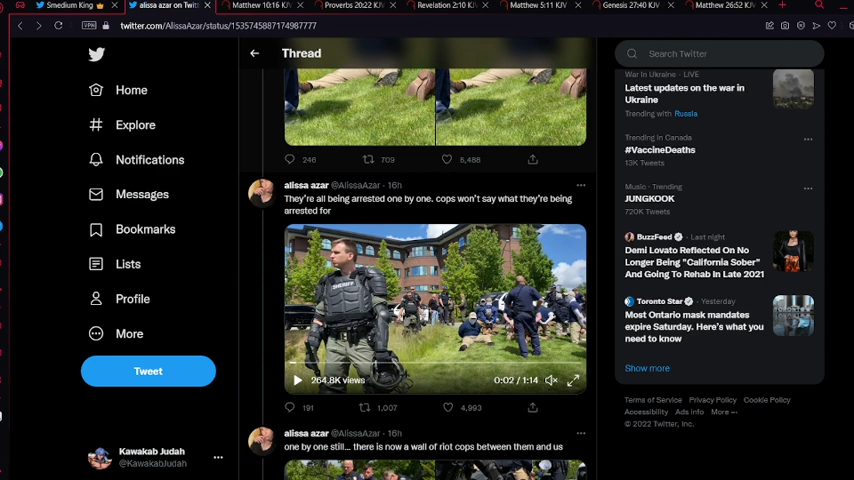 Smedium King
alissa azar on Twit
Matthew 10:16 KJV
Proverbs 20:22 KJV
Revelation 2:10 KJV
Matthew 5:11 KJV
Genesis 27:40 KJV
Matthew 26:52 KJV
VPN
twitter.com/AlissaAzar/status/1535745887174987777
Home
Explore
Notifications
Messages
Bookmarks
Lists
Profile
More
Tweet
Kawakab Judah
@KawakabJudah
Thread
246 709 5,488
alissa azar @AlissaAzar · 16h
They're all being arrested one by one. cops won't say what they're being
arrested for
SHERIFF
264.8K views 0:02 / 1:14
191 1,007 4,993
alissa azar @AlissaAzar · 16h
one by one still... there is now a wall of riot cops between them and us
Search Twitter
War in Ukraine · LIVE
Latest updates on the war in
Ukraine
Trending with Russia
Trending in Canada
#VaccineDeaths
13K Tweets
Music · Trending
JUNGKOOK
720K Tweets
BuzzFeed · Last night
Demi Lovato Reflected On No
Longer Being "California Sober"
And Going To Rehab In Late 2021
Toronto Star · Yesterday
Most Ontario mask mandates
expire Saturday. Here's what you
need to know
Show more
Terms of Service Privacy Policy Cookie Policy
Accessibility Ads info More ···
© 2022 Twitter, Inc.